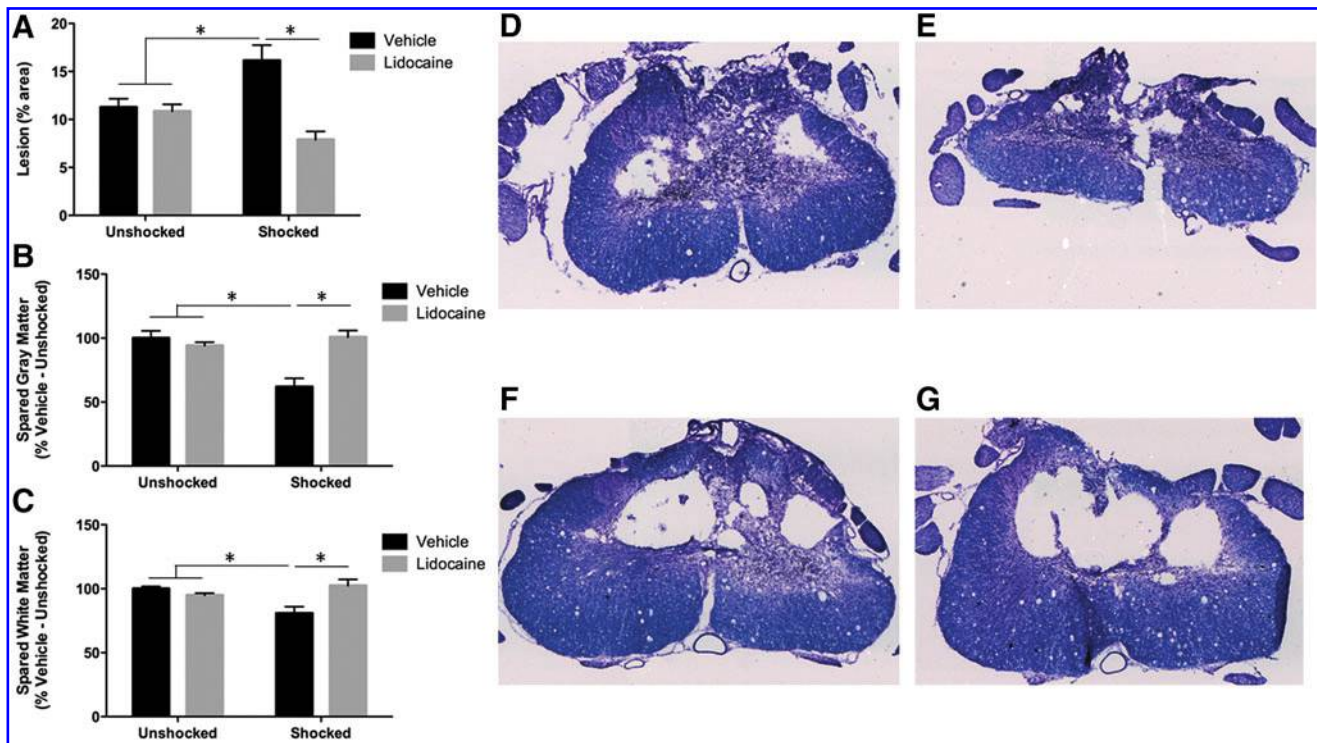 A
Lesion (% area)
20
15
10
5
0
* *
Vehicle
Lidocaine
Unshocked Shocked
B
Spared Gray Matter
(% Vehicle - Unshocked)
150
100
50
0
* *
Vehicle
Lidocaine
Unshocked Shocked
C
Spared White Matter
(% Vehicle - Unshocked)
150
100
50
0
* *
Vehicle
Lidocaine
Unshocked Shocked
D
E
F
G